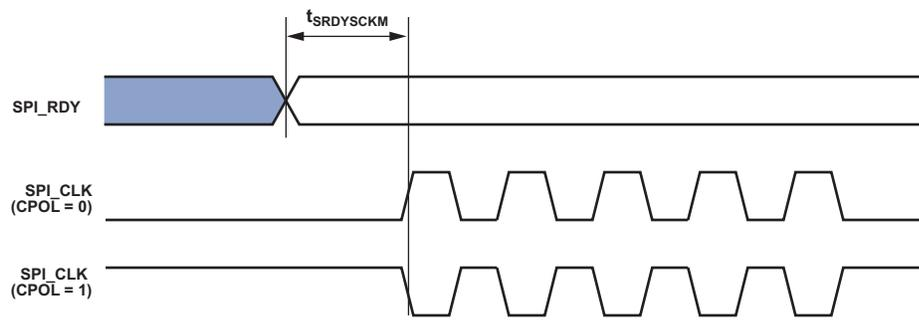 tSRDYSCKM
SPI_RDY
SPI_CLK
(CPOL = 0)
SPI_CLK
(CPOL = 1)